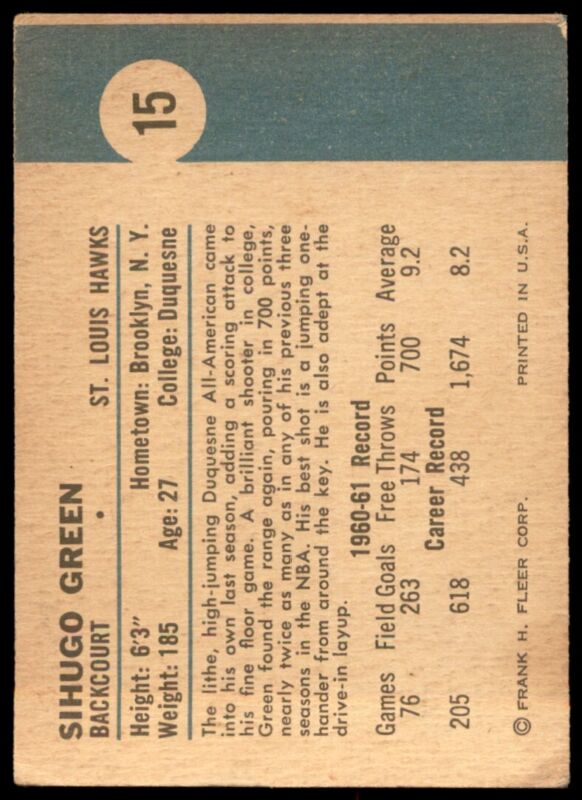 15
SIHUGO GREEN
BACKCOURT • ST. LOUIS HAWKS
Height: 6'3" Hometown: Brooklyn, N. Y.
Weight: 185 Age: 27 College: Duquesne
The lithe, high-jumping Duquesne All-American came
into his own last season, adding a scoring attack to
his fine floor game. A brilliant shooter in college,
Green found the range again, pouring in 700 points,
nearly twice as many as in any of his previous three
seasons in the NBA. His best shot is a jumping one-
hander from around the key. He is also adept at the
drive-in layup.
1960-61 Record
Games Field Goals Free Throws Points Average
76 263 174 700 9.2
Career Record
205 618 438 1,674 8.2
© FRANK H. FLEER CORP. PRINTED IN U.S.A.